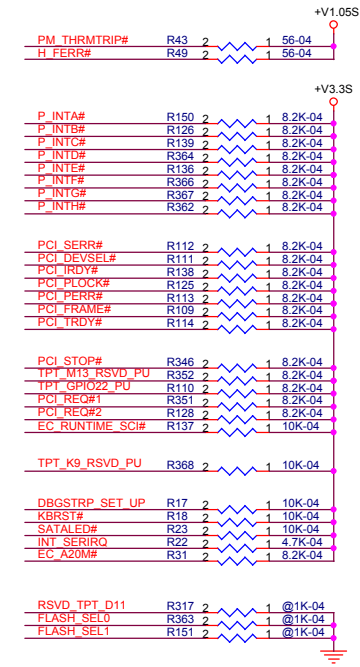 +V1.05S
PM_THRMTRIP# R43 2 1 56-04
H_FERR# R49 2 1 56-04
+V3.3S
P_INTA# R150 2 1 8.2K-04
P_INTB# R126 2 1 8.2K-04
P_INTC# R139 2 1 8.2K-04
P_INTD# R364 2 1 8.2K-04
P_INTE# R136 2 1 8.2K-04
P_INTF# R366 2 1 8.2K-04
P_INTG# R367 2 1 8.2K-04
P_INTH# R362 2 1 8.2K-04
PCI_SERR# R112 2 1 8.2K-04
PCI_DEVSEL# R111 2 1 8.2K-04
PCI_IRDY# R138 2 1 8.2K-04
PCI_PLOCK# R125 2 1 8.2K-04
PCI_PERR# R113 2 1 8.2K-04
PCI_FRAME# R109 2 1 8.2K-04
PCI_TRDY# R114 2 1 8.2K-04
PCI_STOP# R346 2 1 8.2K-04
TPT_M13_RSVD_PU R352 2 1 8.2K-04
TPT_GPIO22_PU R110 2 1 8.2K-04
PCI_REQ#1 R351 2 1 8.2K-04
PCI_REQ#2 R128 2 1 8.2K-04
EC_RUNTIME_SCI# R137 2 1 10K-04
TPT_K9_RSVD_PU R368 2 1 10K-04
DBGSTRP_SET_UP R17 2 1 10K-04
KBRST# R18 2 1 10K-04
SATALED# R23 2 1 10K-04
INT_SERIRQ R22 2 1 4.7K-04
EC_A20M# R31 2 1 8.2K-04
RSVD_TPT_D11 R317 2 1 @1K-04
FLASH_SEL0 R363 2 1 @1K-04
FLASH_SEL1 R151 2 1 @1K-04